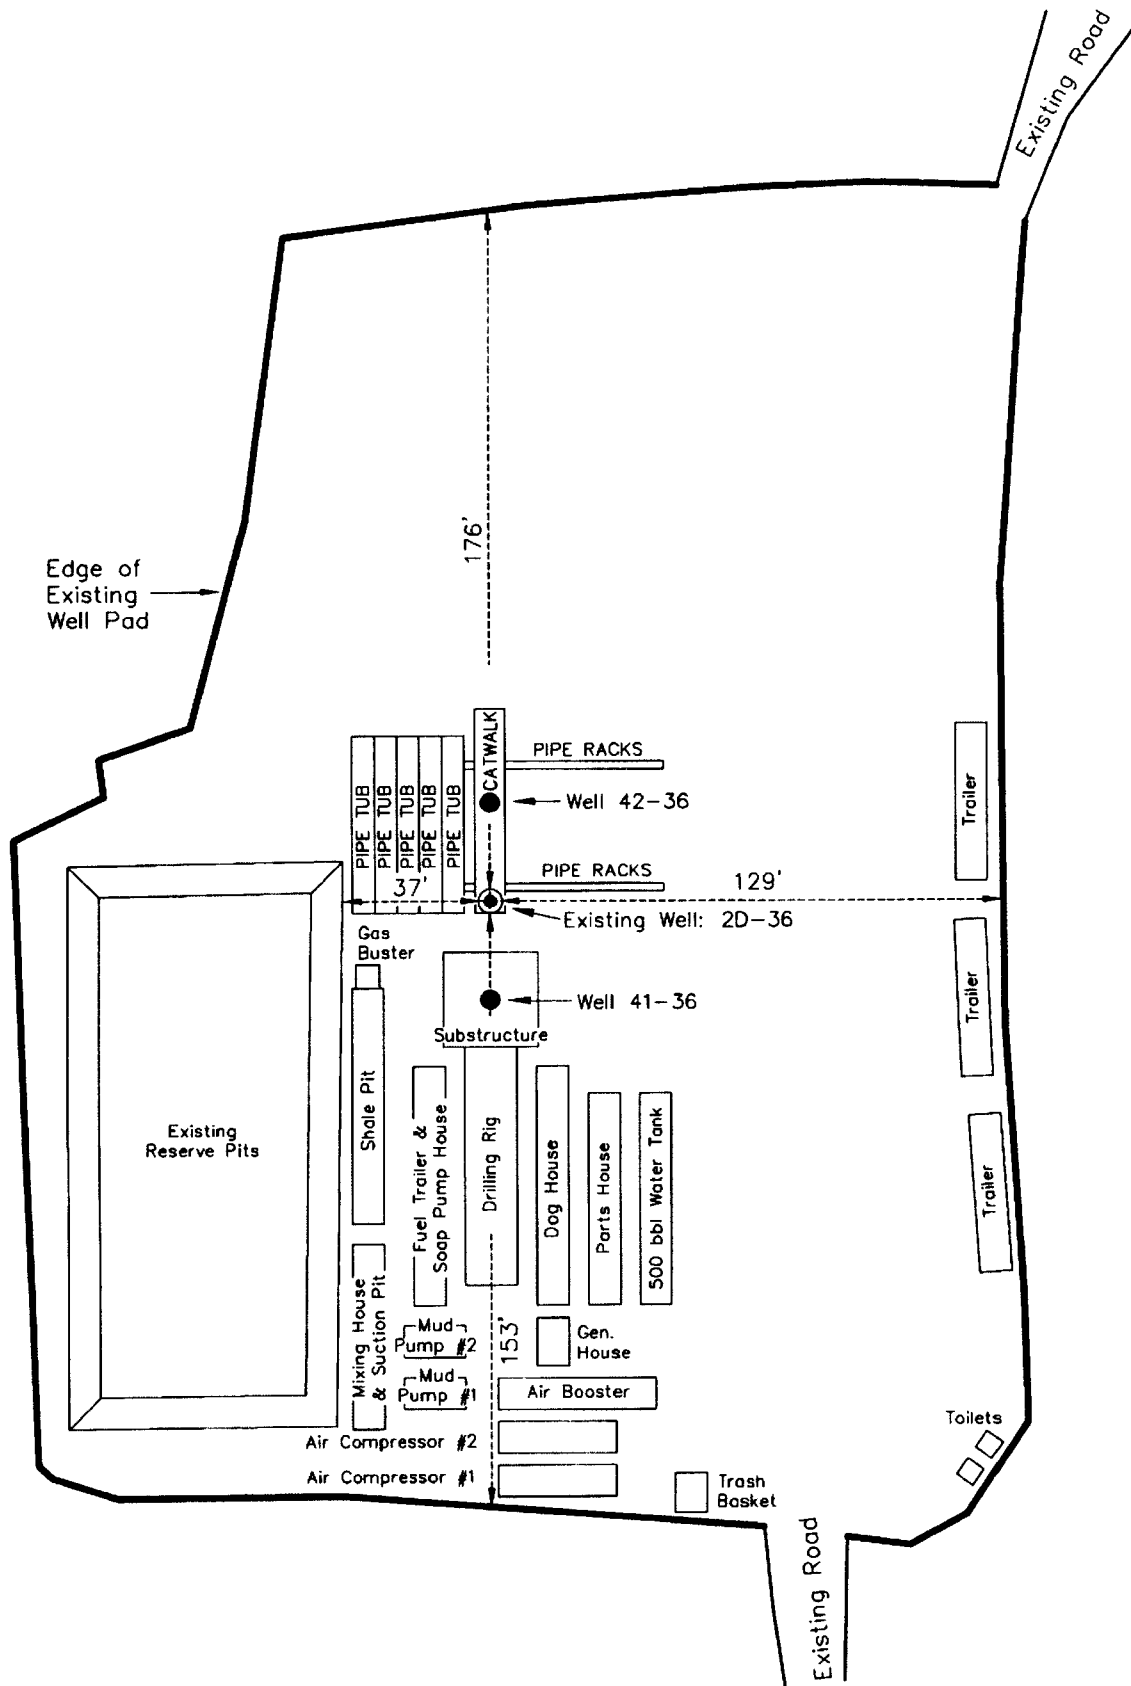 Existing Road
176'
Edge of
Existing
Well Pad
CATWALK
PIPE RACKS
Well 42-36
PIPE TUB
PIPE TUB
PIPE TUB
PIPE TUB
PIPE TUB
Trailer
PIPE RACKS
37'
129'
Existing Well: 2D-36
Gas
Buster
Trailer
Well 41-36
Substructure
Existing
Reserve Pits
Shale Pit
Fuel Trailer &
Soap Pump House
Drilling Rig
Dog House
Parts House
500 bbl Water Tank
Trailer
Mixing House
& Suction Pit
Mud
Pump #2
153'
Gen.
House
Mud
Pump #1
Air Booster
Air Compressor #2
Toilets
Air Compressor #1
Trash
Basket
Existing Road